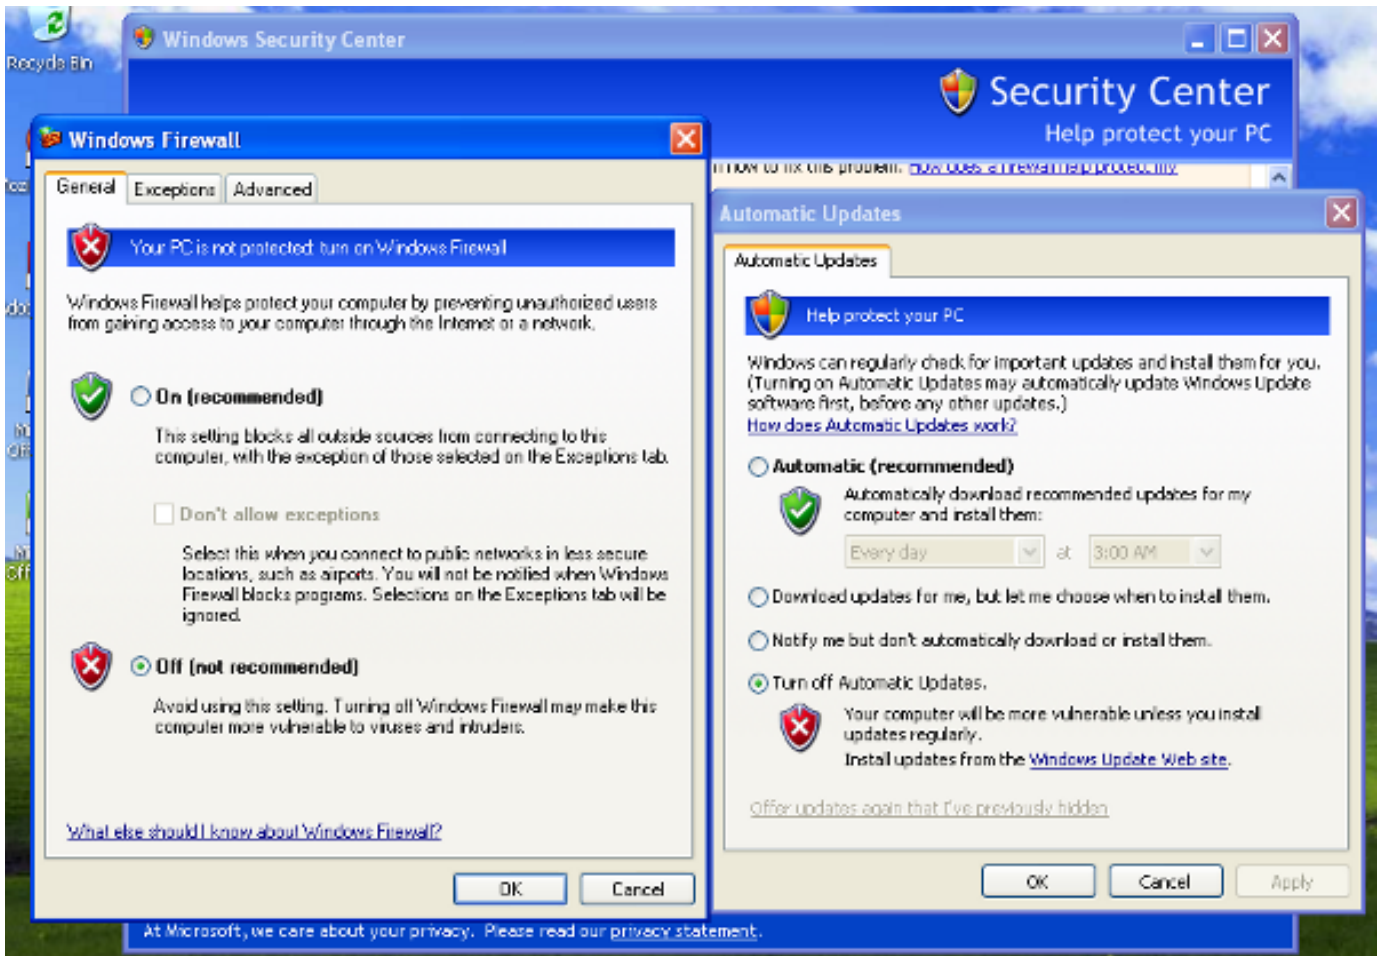 Recycle Bin
Windows Security Center
Security Center
Help protect your PC
how to fix this problem. How does a firewall help protect my
Windows Firewall
General
Exceptions
Advanced
Your PC is not protected: turn on Windows Firewall
Windows Firewall helps protect your computer by preventing unauthorized users
from gaining access to your computer through the Internet or a network.
On (recommended)
This setting blocks all outside sources from connecting to this
computer, with the exception of those selected on the Exceptions tab.
Don't allow exceptions
Select this when you connect to public networks in less secure
locations, such as airports. You will not be notified when Windows
Firewall blocks programs. Selections on the Exceptions tab will be
ignored.
Off (not recommended)
Avoid using this setting. Turning off Windows Firewall may make this
computer more vulnerable to viruses and intruders.
What else should I know about Windows Firewall?
OK
Cancel
Automatic Updates
Automatic Updates
Help protect your PC
Windows can regularly check for important updates and install them for you.
(Turning on Automatic Updates may automatically update Windows Update
software first, before any other updates.)
How does Automatic Updates work?
Automatic (recommended)
Automatically download recommended updates for my
computer and install them:
Every day at 3:00 AM
Download updates for me, but let me choose when to install them.
Notify me but don't automatically download or install them.
Turn off Automatic Updates.
Your computer will be more vulnerable unless you install
updates regularly.
Install updates from the Windows Update Web site.
Offer updates again that I've previously hidden
OK
Cancel
Apply
At Microsoft, we care about your privacy. Please read our privacy statement.